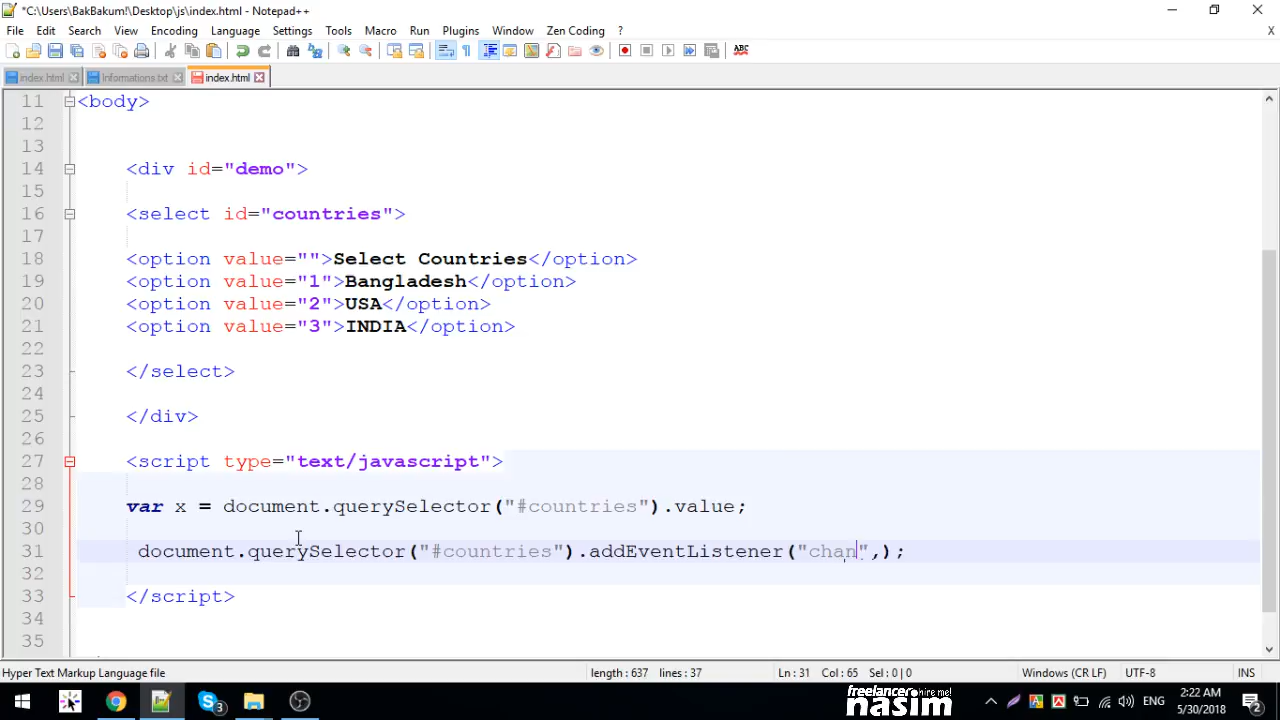 *C:\Users\BakBakum!\Desktop\js\index.html - Notepad++
File Edit Search View Encoding Language Settings Tools Macro Run Plugins Window Zen Coding ? X
ABC
index.html Informations.txt index.html
11 <body>
12
13
14 <div id="demo">
15
16 <select id="countries">
17
18 <option value="">Select Countries</option>
19 <option value="1">Bangladesh</option>
20 <option value="2">USA</option>
21 <option value="3">INDIA</option>
22
23 </select>
24
25 </div>
26
27 <script type="text/javascript">
28
29 var x = document.querySelector("#countries").value;
30
31 document.querySelector("#countries").addEventListener("chan",);
32
33 </script>
34
35
Hyper Text Markup Language file length : 637 lines : 37 Ln : 31 Col : 65 Sel : 0 | 0 Windows (CR LF) UTF-8 INS
3 freelancer hire me! nasim ENG 2:22 AM 5/30/2018 2